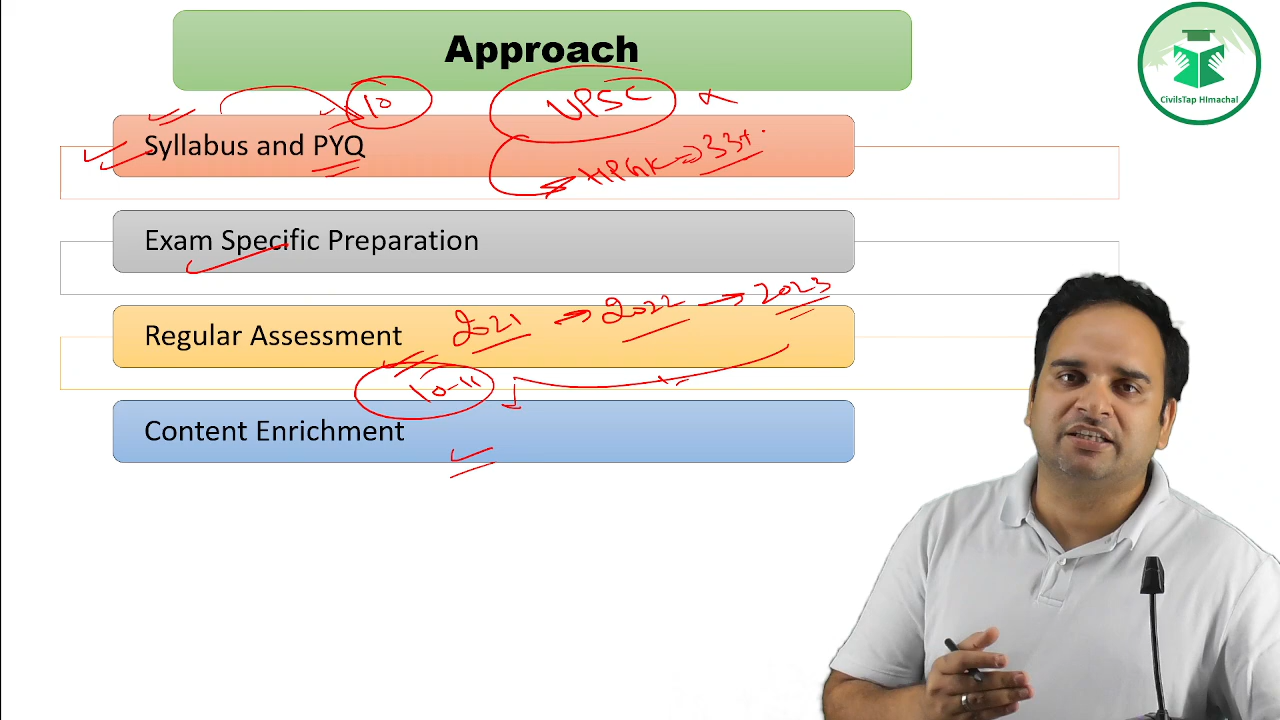 Approach
CivilsTap HImachal
10
UPSC
Syllabus and PYQ
HPGK → 33+
Exam Specific Preparation
2021 → 2022 → 2023
Regular Assessment
10-11
Content Enrichment